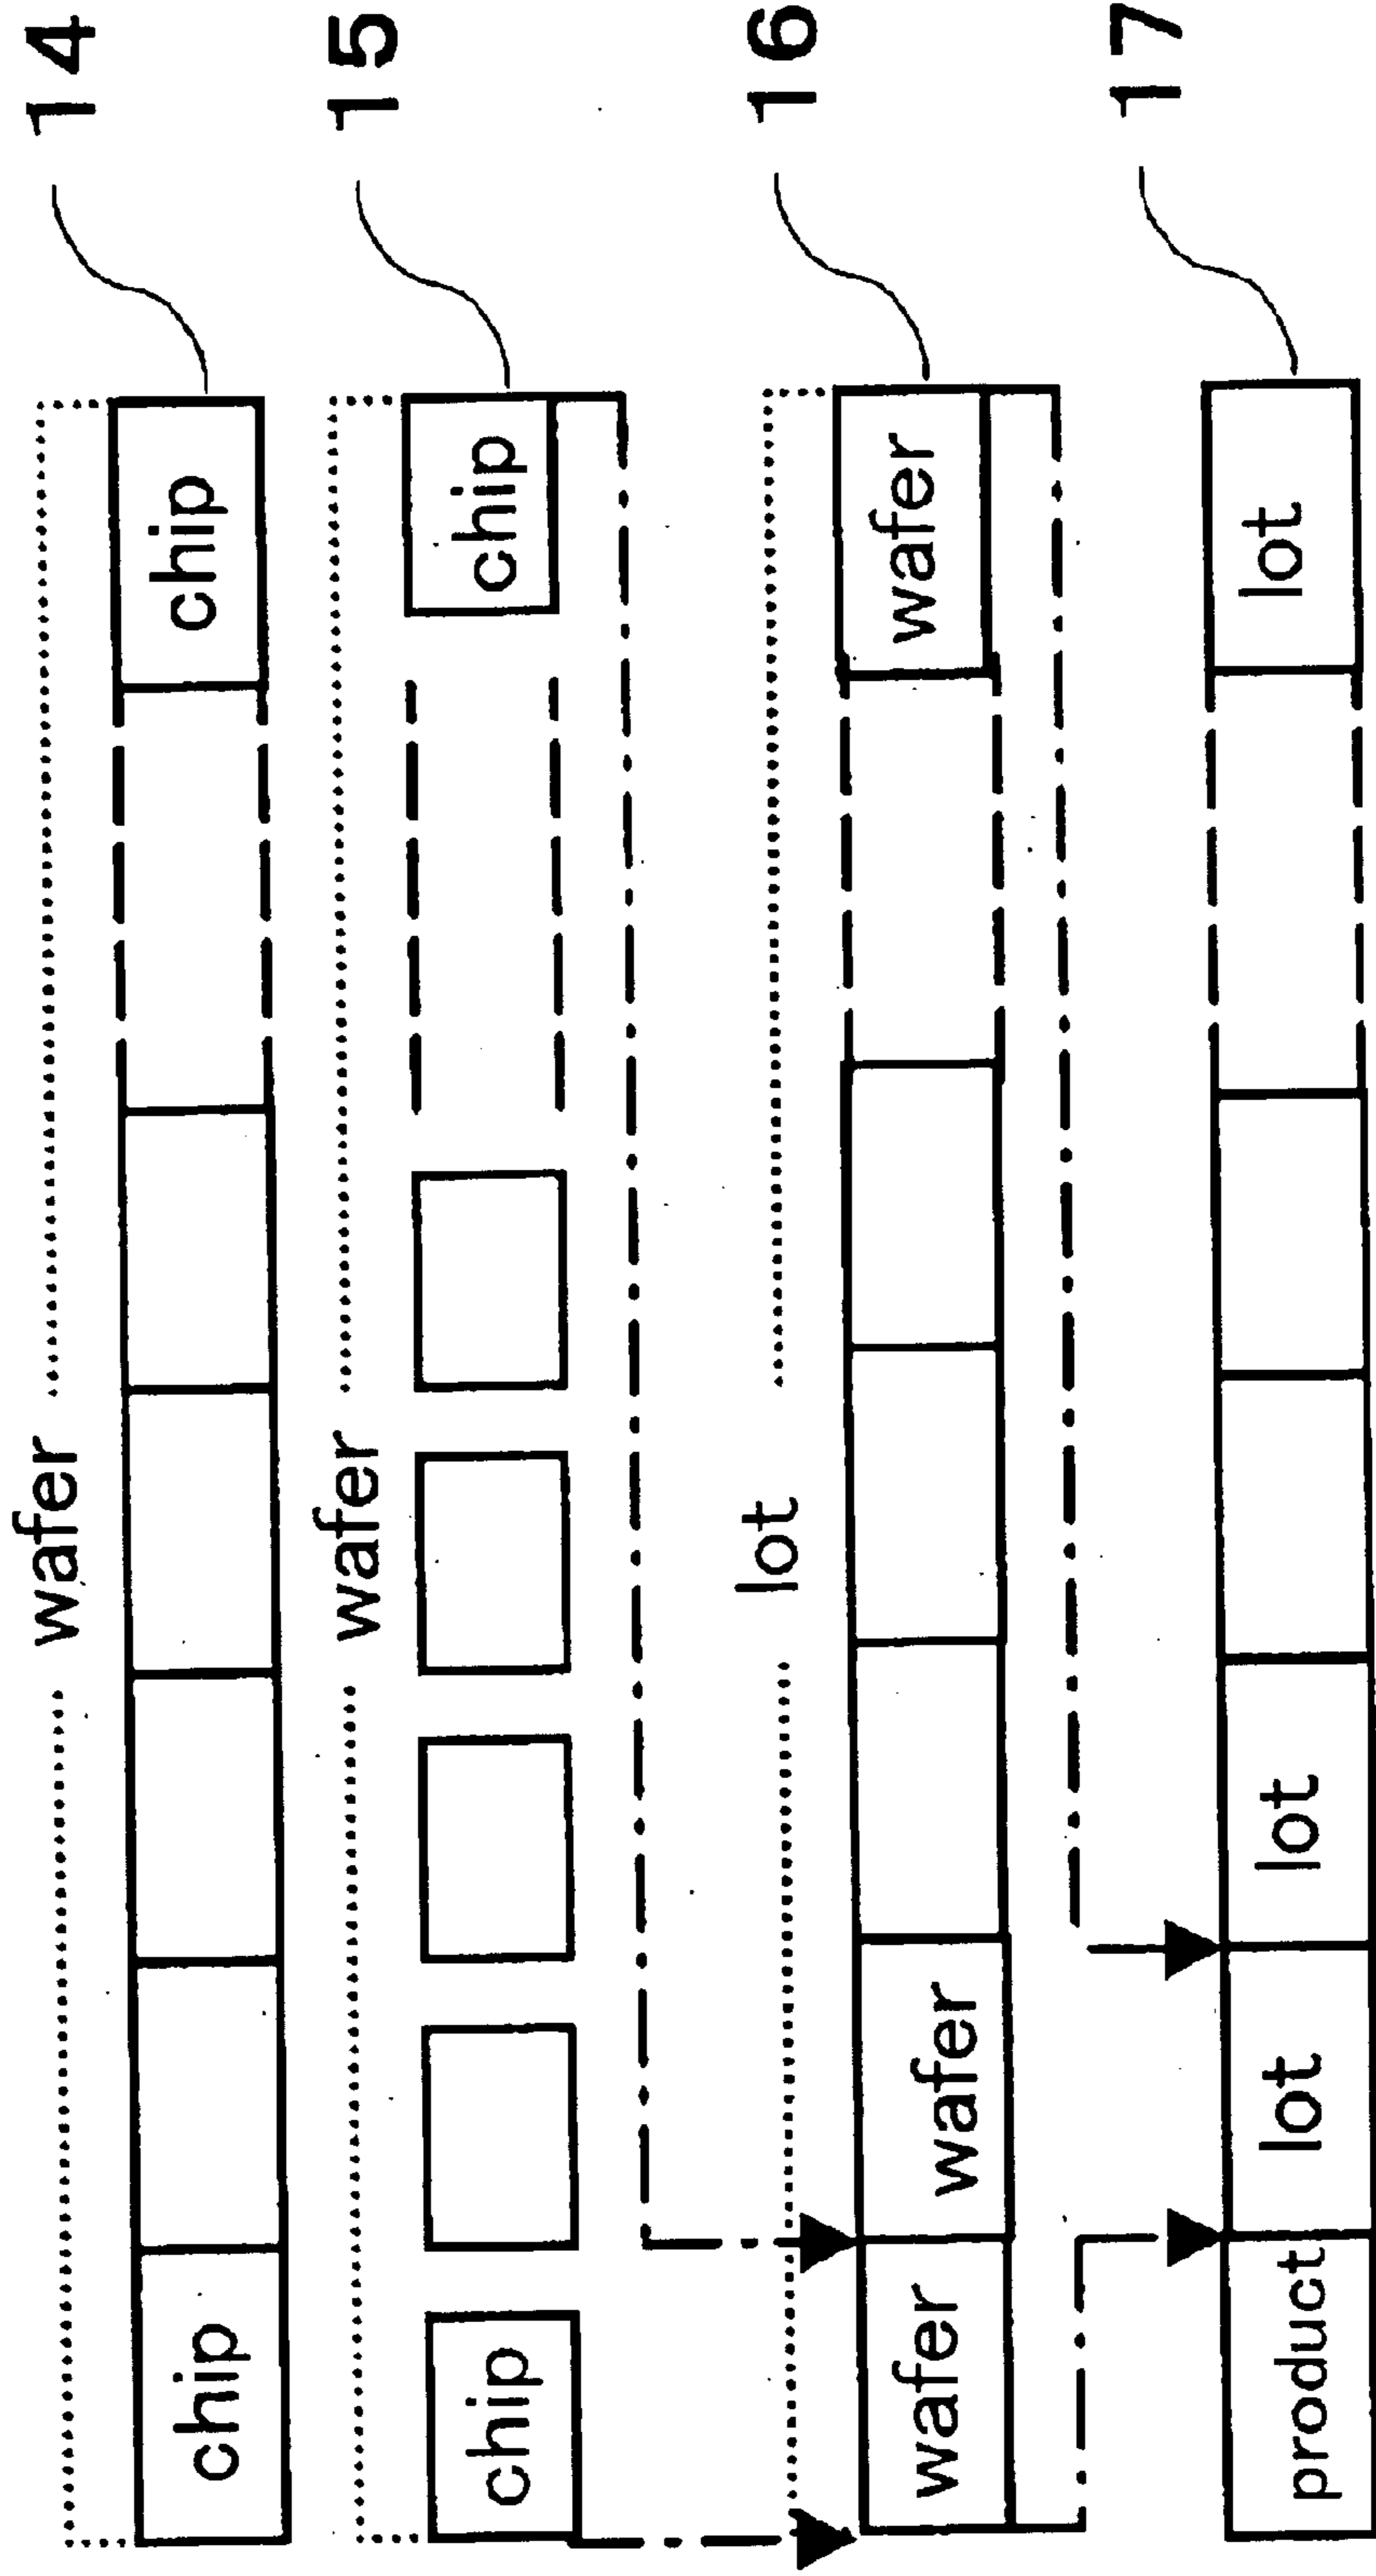 wafer
chip chip 14
wafer
chip chip 15
lot
wafer wafer wafer 16
product lot lot lot 17